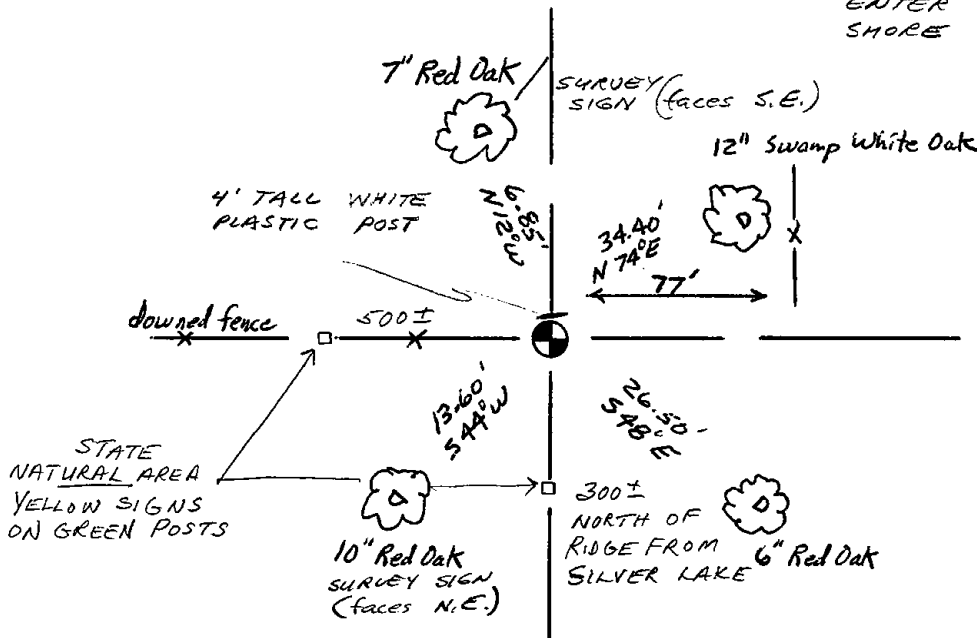 ENTER
SHORE
7" Red Oak
SURVEY
SIGN (faces S.E.)
12" Swamp White Oak
4' TALL WHITE
PLASTIC POST
6.85'
N 12° W
34.40'
N 74° E
77'
downed fence
500 ±
13.60'
S 44° W
26.50'
S 48° E
STATE
NATURAL AREA
YELLOW SIGNS
ON GREEN POSTS
10" Red Oak
SURVEY SIGN
(faces N.E.)
300 ±
NORTH OF
RIDGE FROM
SILVER LAKE
6" Red Oak